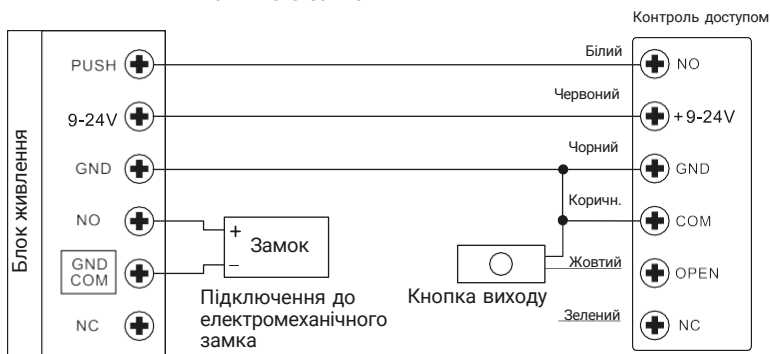 Контроль доступом
Блок живлення
PUSH
Білий
NO
9-24V
Червоний
+9-24V
GND
Чорний
GND
NO
Коричн.
COM
+
Замок
–
GND
COM
Жовтий
OPEN
Кнопка виходу
Підключення до
електромеханічного
замка
NC
Зелений
NC